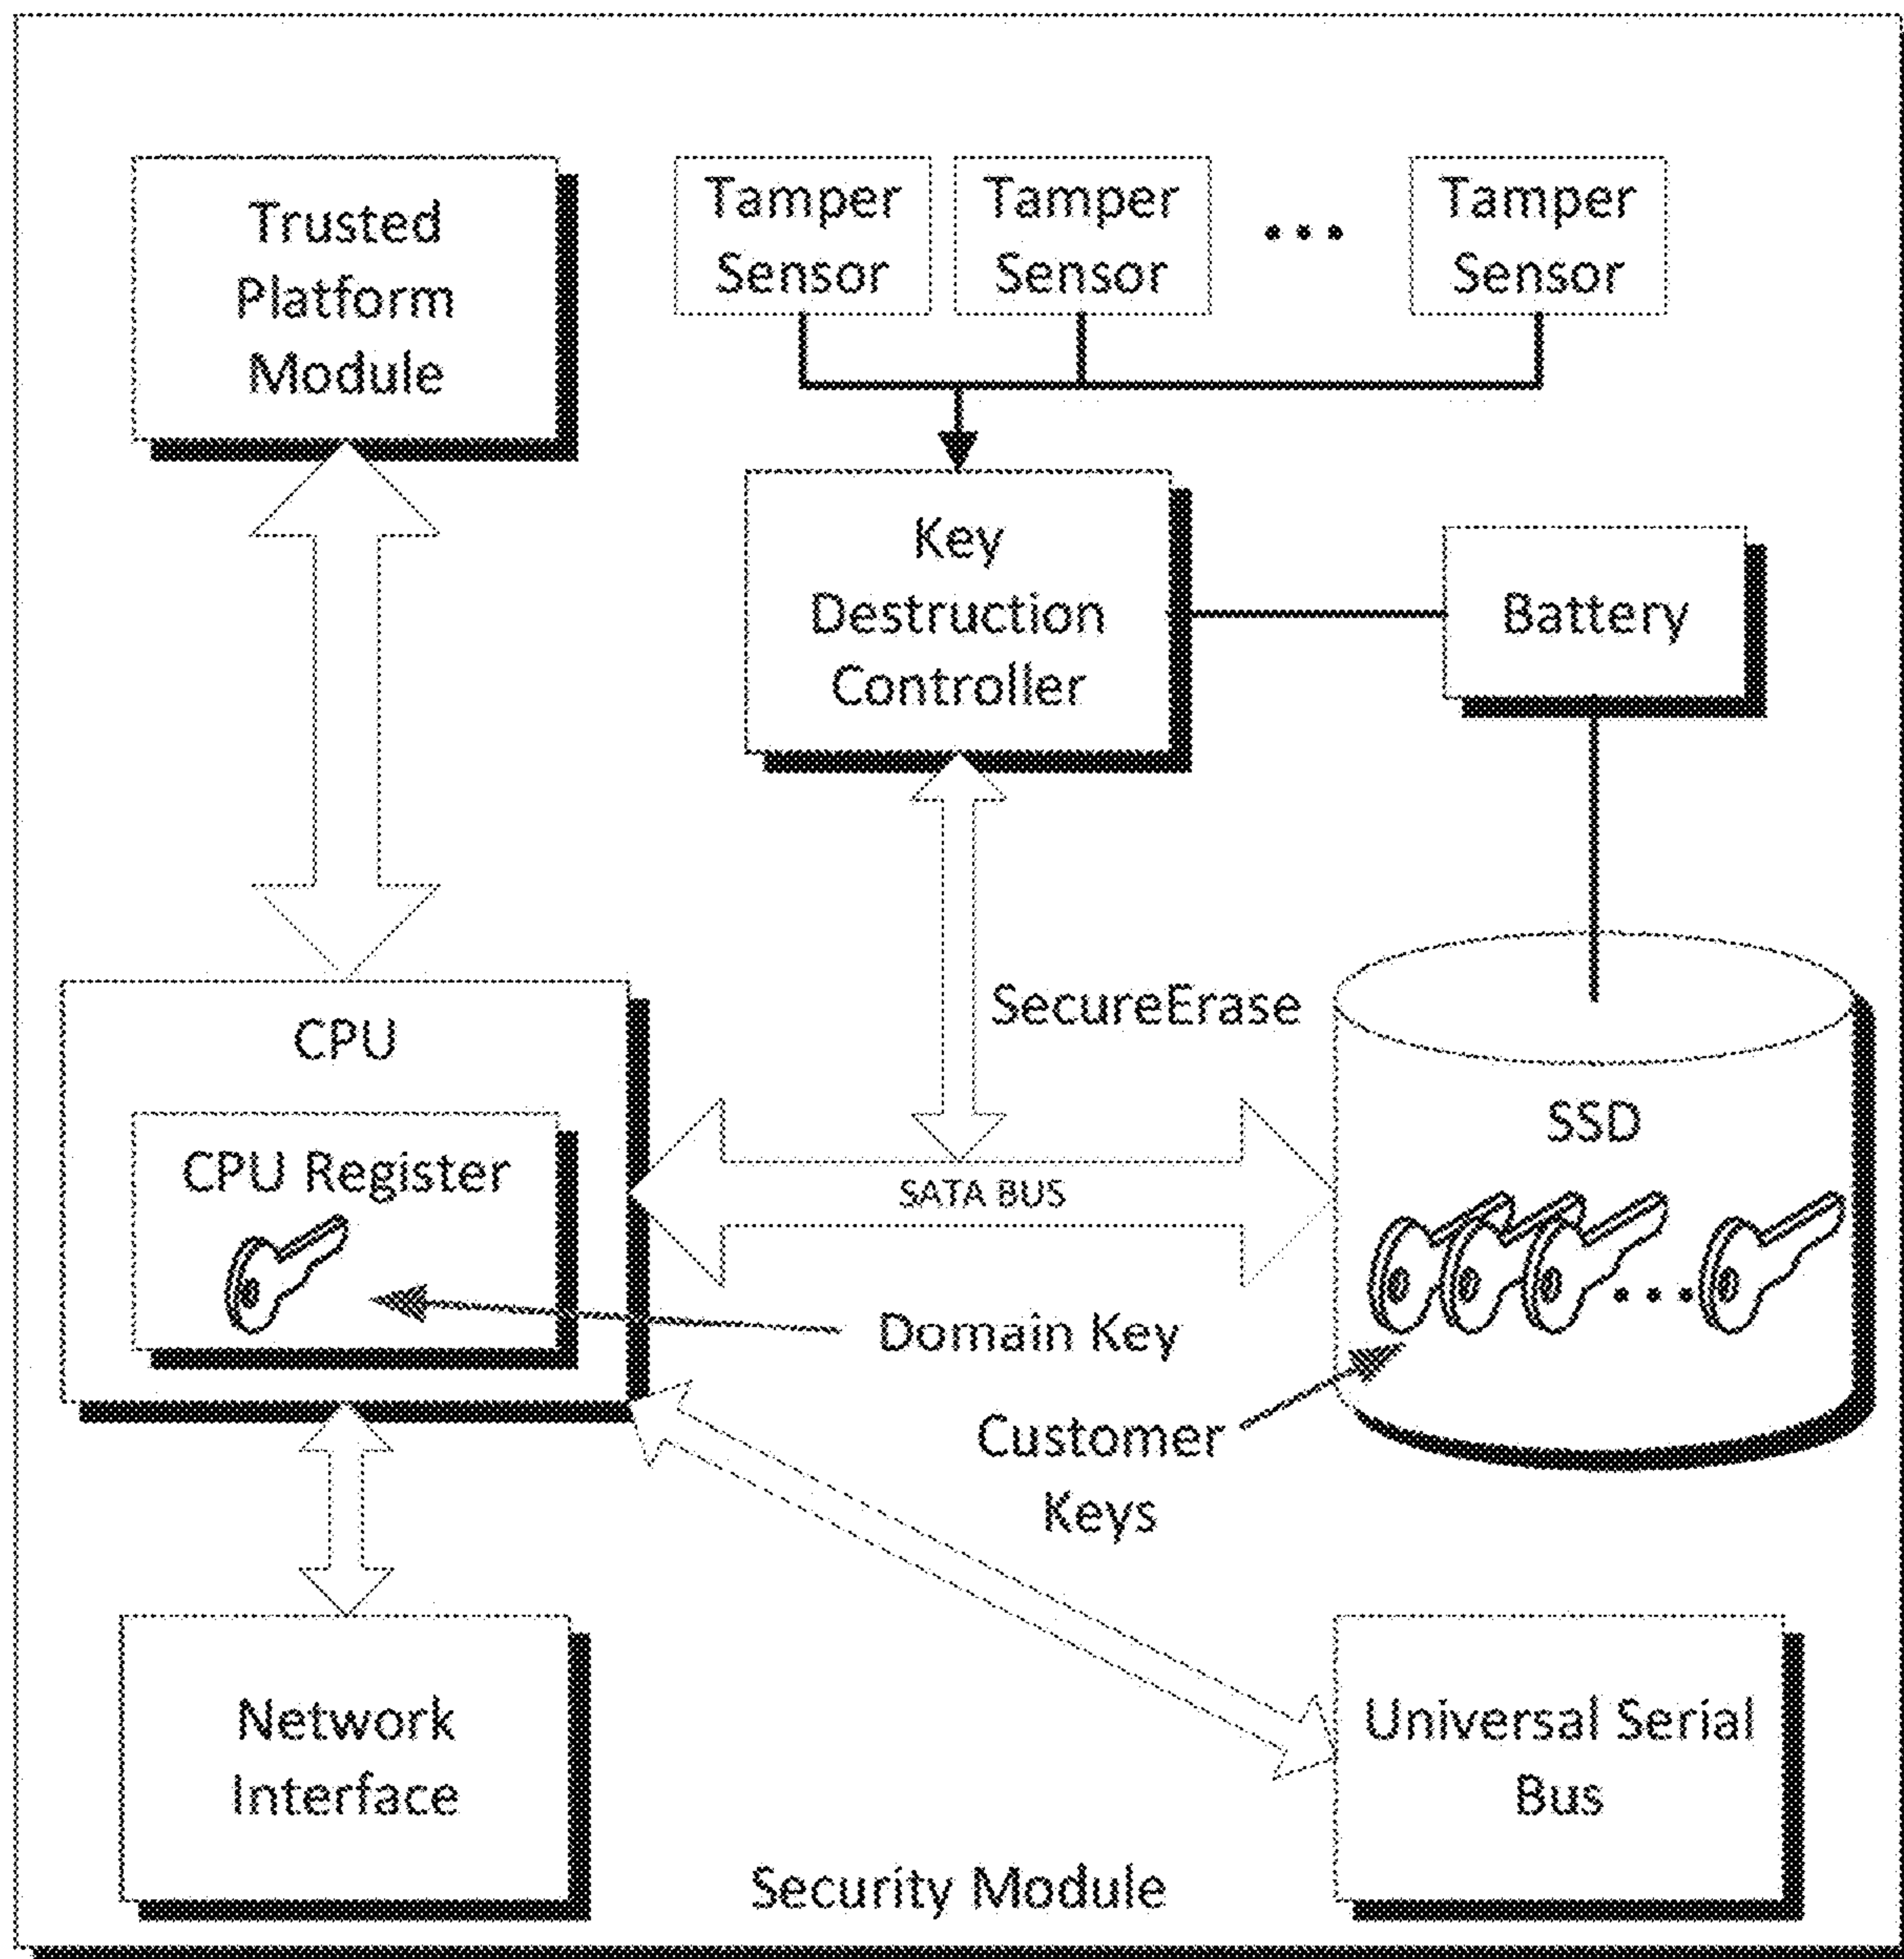 Trusted
Platform
Module
Tamper
Sensor
Tamper
Sensor
...
Tamper
Sensor
Key
Destruction
Controller
Battery
SecureErase
CPU
CPU Register
SATA BUS
SSD
...
Domain Key
Customer
Keys
Network
Interface
Universal Serial
Bus
Security Module